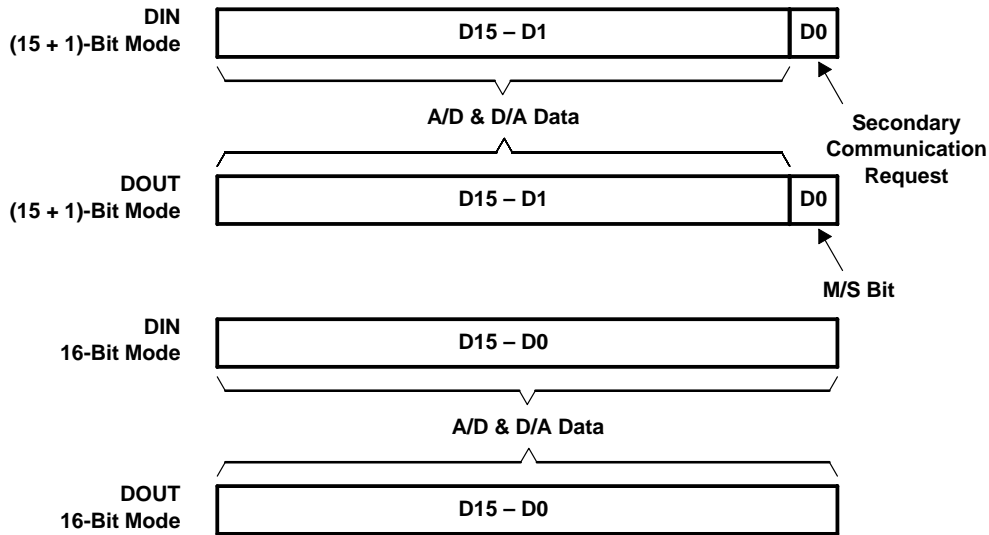 DIN
(15 + 1)-Bit Mode
D15 – D1
D0
A/D & D/A Data
Secondary
Communication
Request
DOUT
(15 + 1)-Bit Mode
D15 – D1
D0
M/S Bit
DIN
16-Bit Mode
D15 – D0
A/D & D/A Data
DOUT
16-Bit Mode
D15 – D0